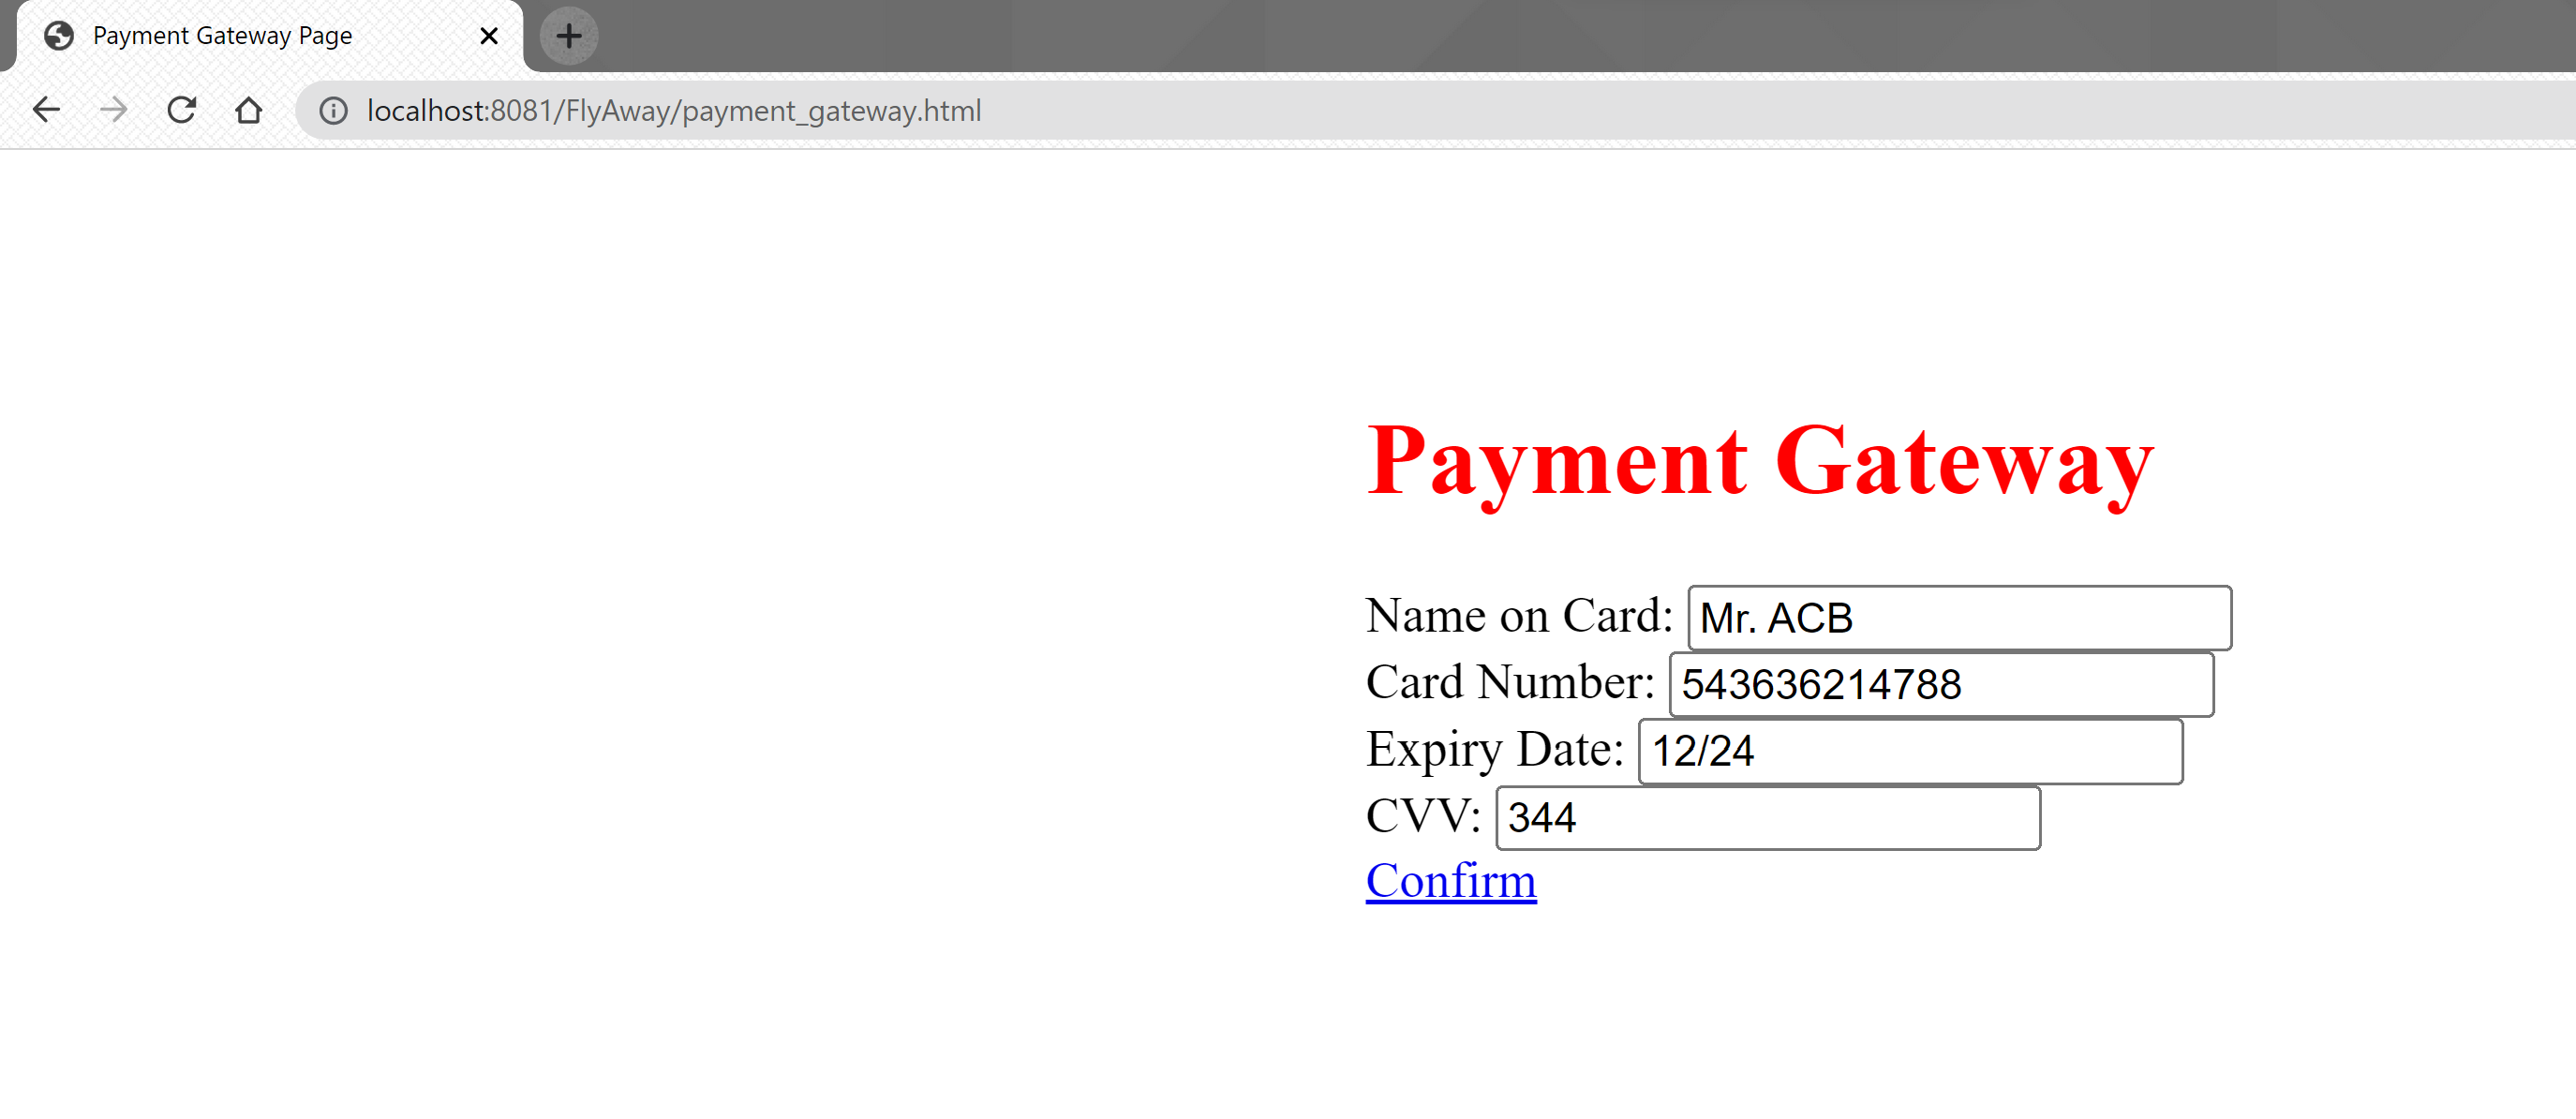 Payment Gateway Page
localhost:8081/FlyAway/payment_gateway.html
Payment Gateway
Name on Card: Mr. ACB
Card Number: 543636214788
Expiry Date: 12/24
CVV: 344
Confirm